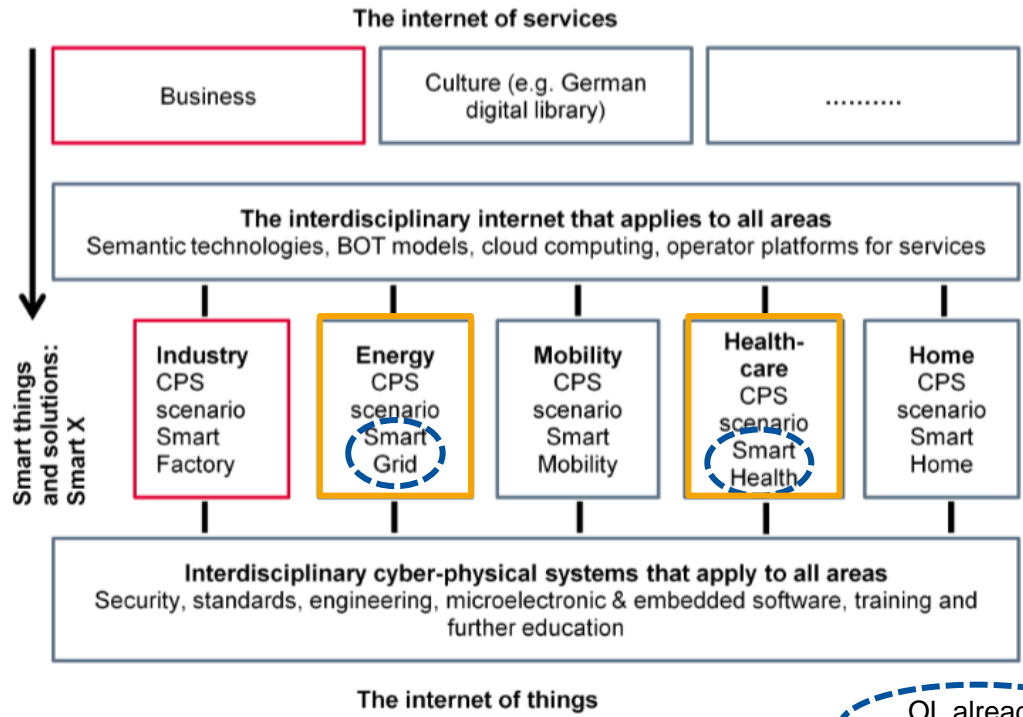 The internet of services
Business
Culture (e.g. German
digital library)
..........
The interdisciplinary internet that applies to all areas
Semantic technologies, BOT models, cloud computing, operator platforms for services
Smart things
and solutions:
Smart X
Industry
CPS
scenario
Smart
Factory
Energy
CPS
scenario
Smart
Grid
Mobility
CPS
scenario
Smart
Mobility
Health-
care
CPS
scenario
Smart
Health
Home
CPS
scenario
Smart
Home
Interdisciplinary cyber-physical systems that apply to all areas
Security, standards, engineering, microelectronic & embedded software, training and
further education
The internet of things